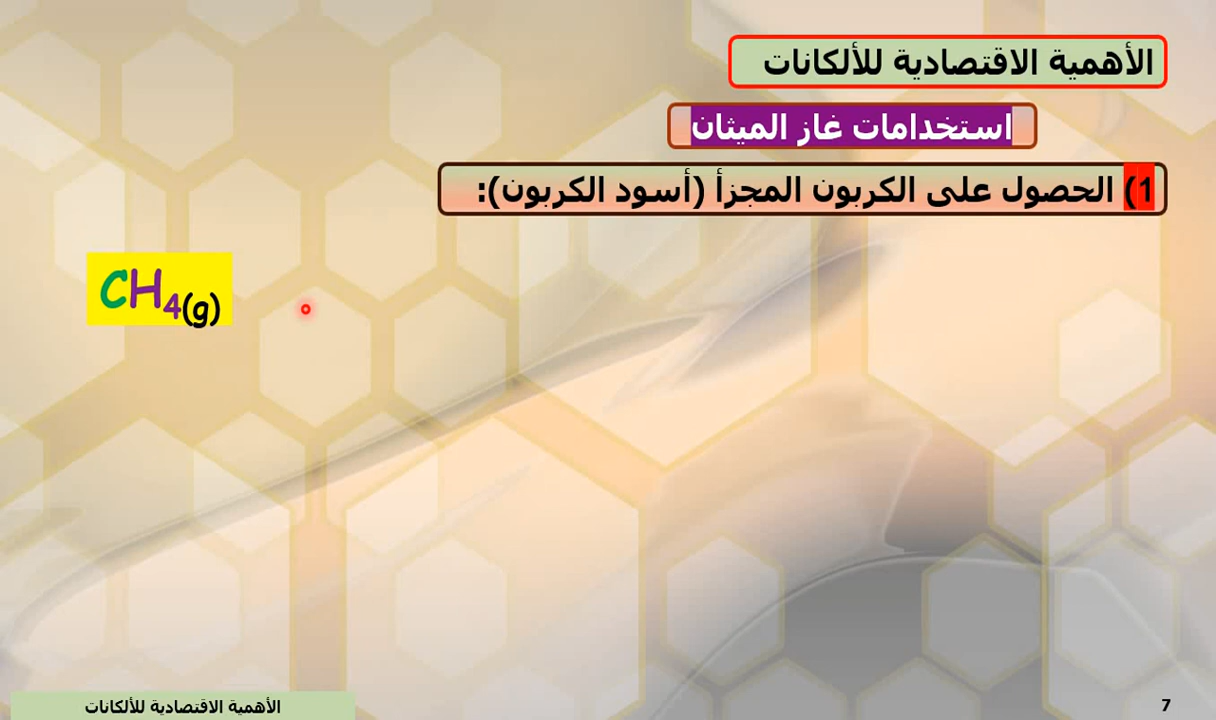 الأهمية الاقتصادية للألكانات
استخدامات غاز الميثان
1) الحصول على الكربون المجزأ (أسود الكربون):
CH4(g)
الأهمية الاقتصادية للألكانات
7